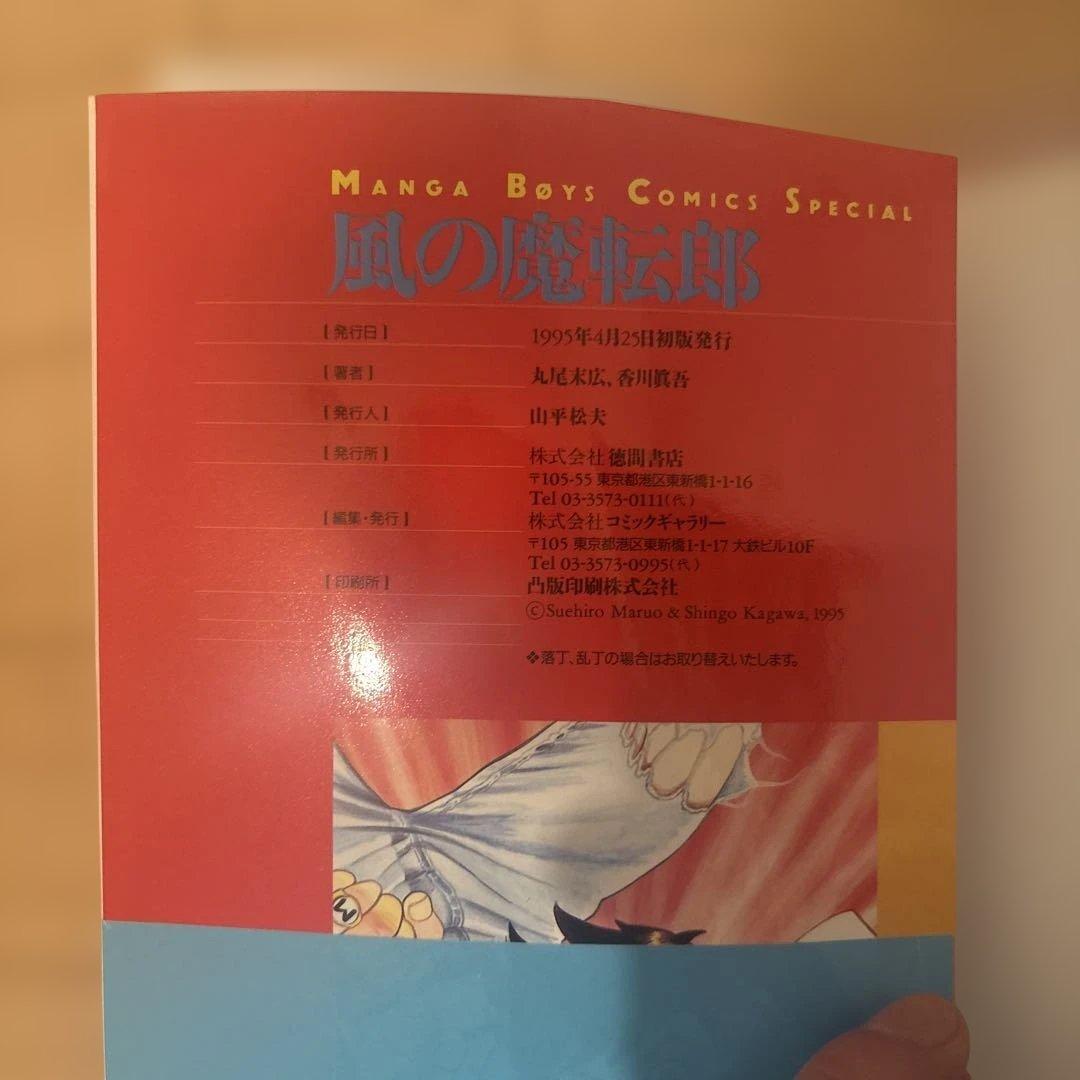 MANGA BØYS COMICS SPECIAL
風の魔転郎
【発行日】 1995年4月25日初版発行
【著者】 丸尾末広、香川眞吾
【発行人】 山平松夫
【発行所】 株式会社徳間書店
〒105-55 東京都港区東新橋1-1-16
Tel 03-3573-0111(代)
【編集・発行】 株式会社コミックギャラリー
〒105 東京都港区東新橋1-1-17 大鉄ビル10F
Tel 03-3573-0995(代)
【印刷所】 凸版印刷株式会社
©Suehiro Maruo & Shingo Kagawa, 1995
❖落丁、乱丁の場合はお取り替えいたします。